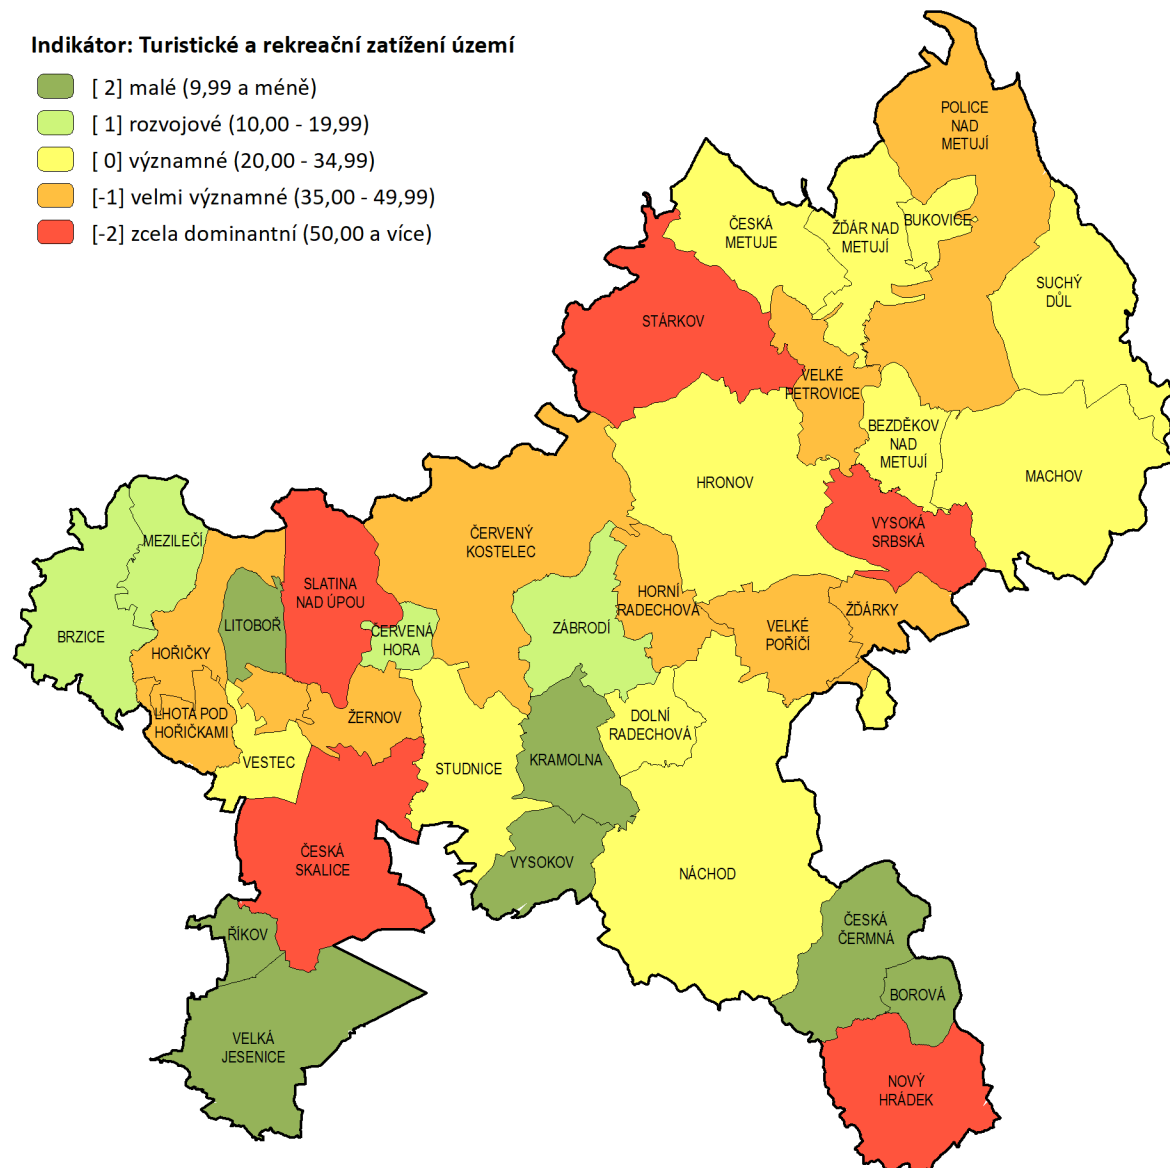 Indikátor: Turistické a rekreační zatížení území
[ 2] malé (9,99 a méně)
[ 1] rozvojové (10,00 - 19,99)
[ 0] významné (20,00 - 34,99)
[-1] velmi významné (35,00 - 49,99)
[-2] zcela dominantní (50,00 a více)
POLICE
NAD
METUJÍ
ČESKÁ
METUJE
ŽĎÁR NAD
METUJÍ
BUKOVICE
SUCHÝ
DŮL
STÁRKOV
VELKÉ
PETROVICE
BEZDĚKOV
NAD
METUJÍ
MACHOV
HRONOV
VYSOKÁ
SRBSKÁ
ČERVENÝ
KOSTELEC
MEZILEČÍ
SLATINA
NAD ÚPOU
HORNÍ
RADECHOVÁ
ŽĎÁRKY
BRZICE
LITOBOŘ
ČERVENÁ
HORA
ZÁBRODÍ
VELKÉ
POŘÍČÍ
HOŘIČKY
LHOTA POD
HOŘIČKAMI
ŽERNOV
DOLNÍ
RADECHOVÁ
VESTEC
STUDNICE
KRAMOLNA
ČESKÁ
SKALICE
VYSOKOV
NÁCHOD
ŘÍKOV
ČESKÁ
ČERMNÁ
BOROVÁ
VELKÁ
JESENICE
NOVÝ
HRÁDEK